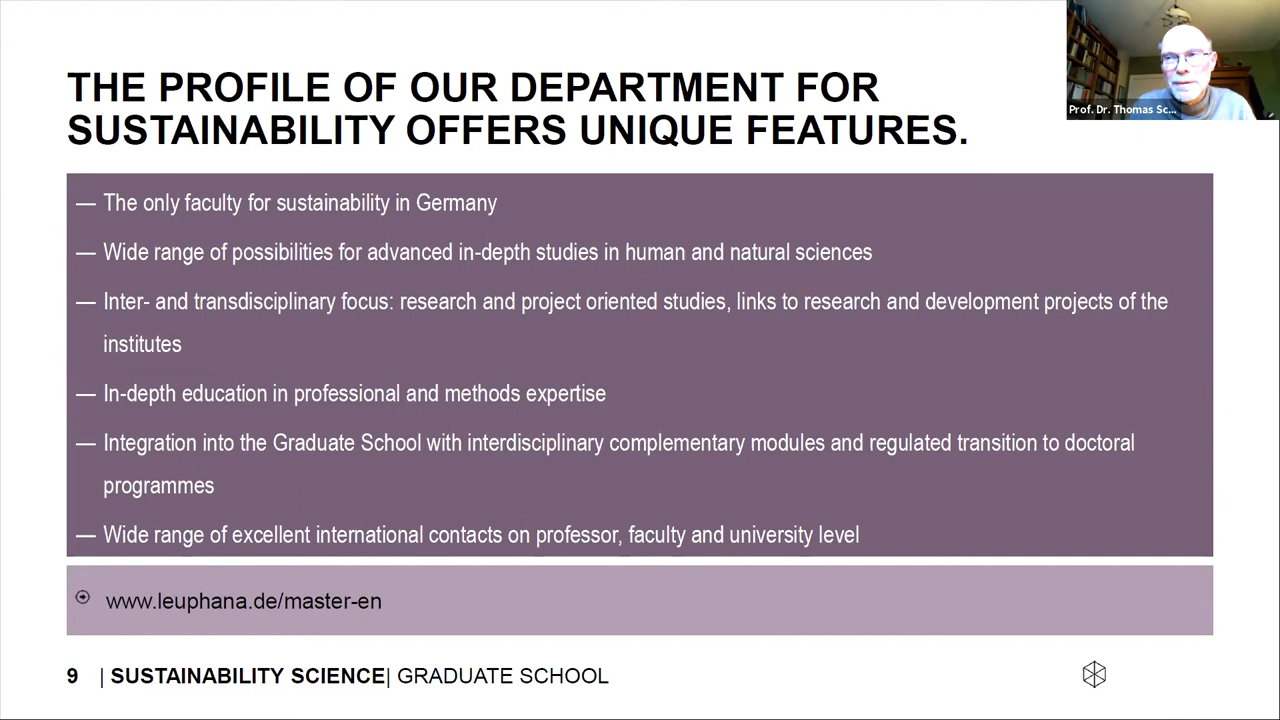 THE PROFILE OF OUR DEPARTMENT FOR
SUSTAINABILITY OFFERS UNIQUE FEATURES.
Prof. Dr. Thomas Sc...
— The only faculty for sustainability in Germany
— Wide range of possibilities for advanced in-depth studies in human and natural sciences
— Inter- and transdisciplinary focus: research and project oriented studies, links to research and development projects of the
institutes
— In-depth education in professional and methods expertise
— Integration into the Graduate School with interdisciplinary complementary modules and regulated transition to doctoral
programmes
— Wide range of excellent international contacts on professor, faculty and university level
www.leuphana.de/master-en
9 | SUSTAINABILITY SCIENCE| GRADUATE SCHOOL